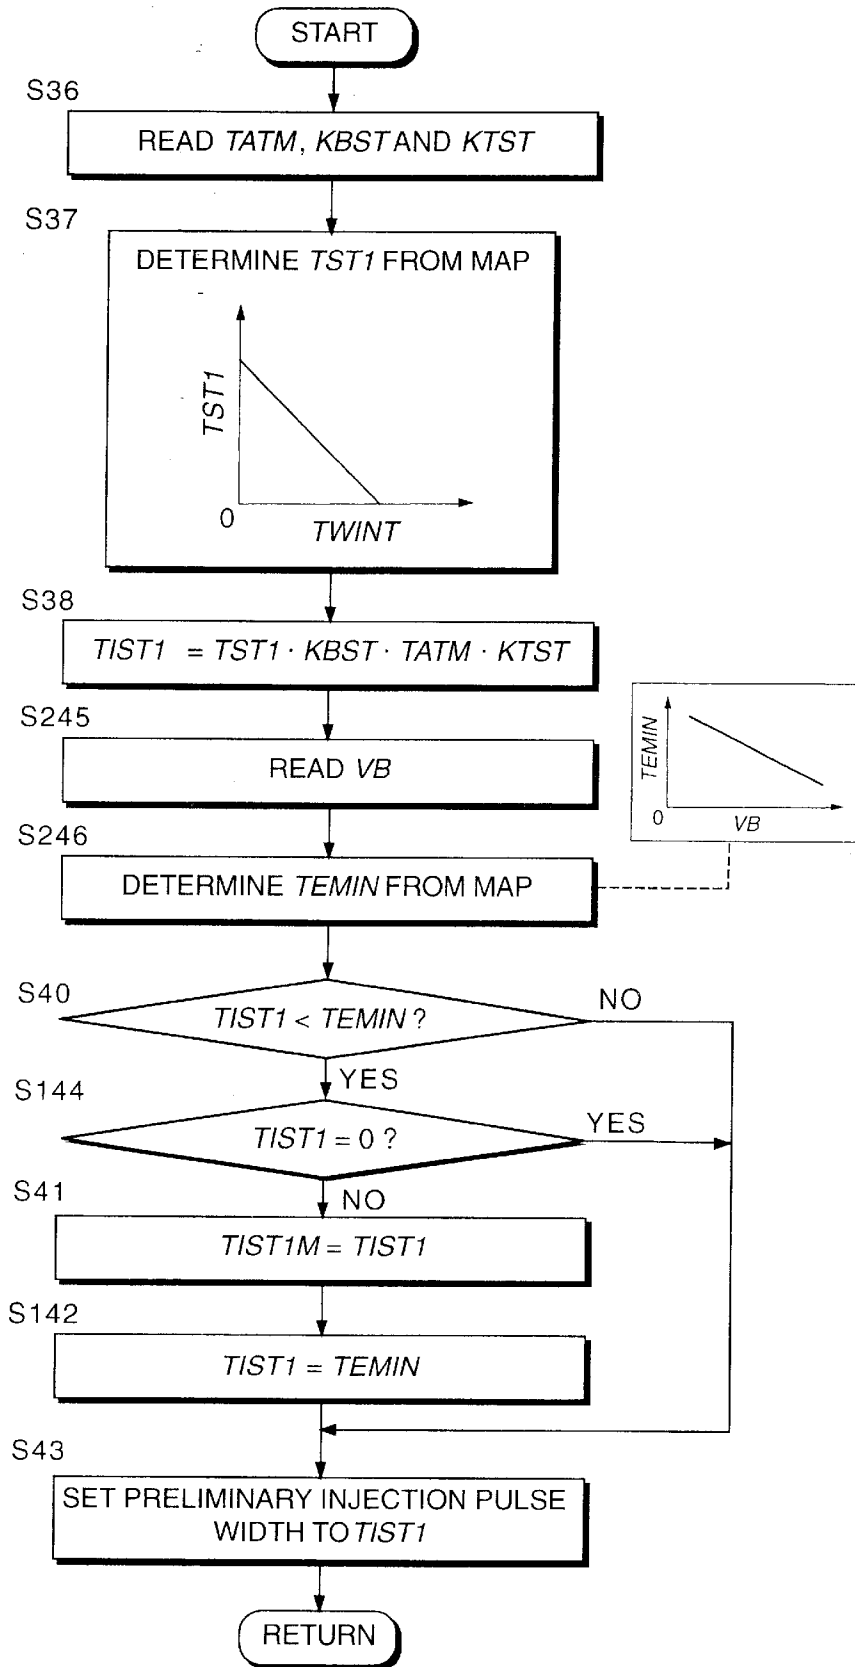 START
S36
READ TATM, KBST AND KTST
S37
DETERMINE TST1 FROM MAP
TST1
0
TWINT
S38
TIST1 = TST1 · KBST · TATM · KTST
S245
READ VB
TEMIN
0
VB
S246
DETERMINE TEMIN FROM MAP
S40
TIST1 < TEMIN ?
NO
YES
S144
TIST1 = 0 ?
YES
NO
S41
TIST1M = TIST1
S142
TIST1 = TEMIN
S43
SET PRELIMINARY INJECTION PULSE
WIDTH TO TIST1
RETURN